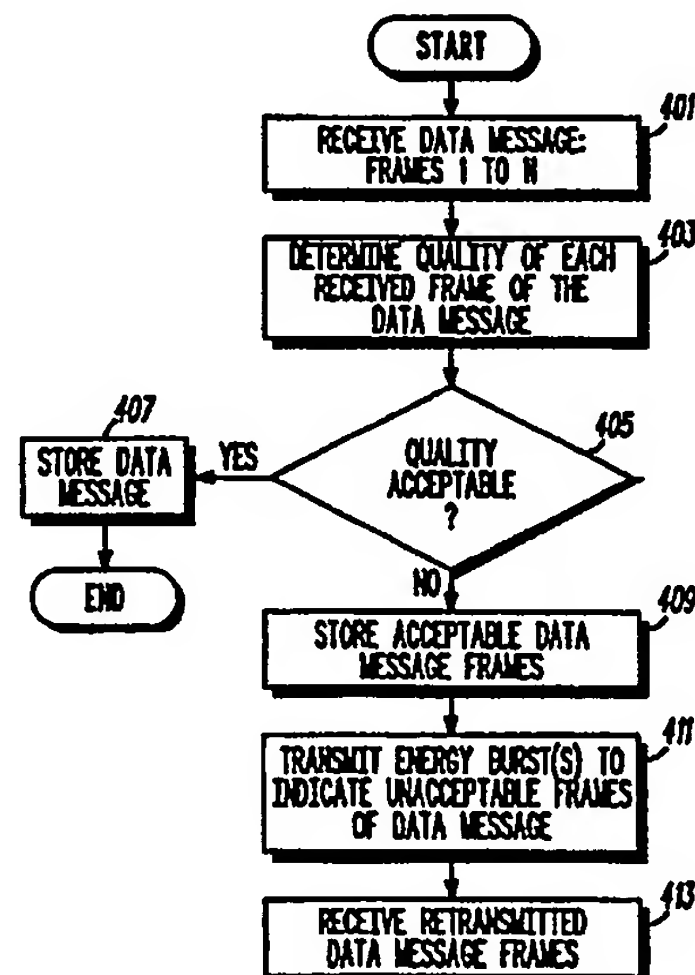 START
401
RECEIVE DATA MESSAGE:
FRAMES 1 TO N
403
DETERMINE QUALITY OF EACH
RECEIVED FRAME OF THE
DATA MESSAGE
405
QUALITY
ACCEPTABLE
?
YES
407
STORE DATA
MESSAGE
END
NO
409
STORE ACCEPTABLE DATA
MESSAGE FRAMES
411
TRANSMIT ENERGY BURST(S) TO
INDICATE UNACCEPTABLE FRAMES
OF DATA MESSAGE
413
RECEIVE RETRANSMITTED
DATA MESSAGE FRAMES